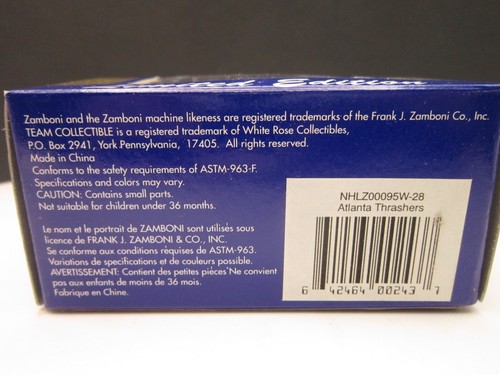 Limited Edition
Zamboni and the Zamboni machine likeness are registered trademarks of the Frank J. Zamboni Co., Inc.
TEAM COLLECTIBLE is a registered trademark of White Rose Collectibles,
P.O. Box 2941, York Pennsylvania, 17405. All rights reserved.
Made in China
Conforms to the safety requirements of ASTM-963-F.
Specifications and colors may vary.
CAUTION: Contains small parts.
Not suitable for children under 36 months.
Le nom et le portrait de ZAMBONI sont utilisés sous
licence de FRANK J. ZAMBONI & CO., INC.
Se conforme aux conditions réquises de ASTM-963.
Variations de specifications et de couleurs possible.
AVERTISSEMENT: Contient des petites pièces Ne convient
pas aux enfants de moins de 36 mois.
Fabrique en Chine.
NHLZ00095W-28
Atlanta Thrashers
6 42464 00243 7